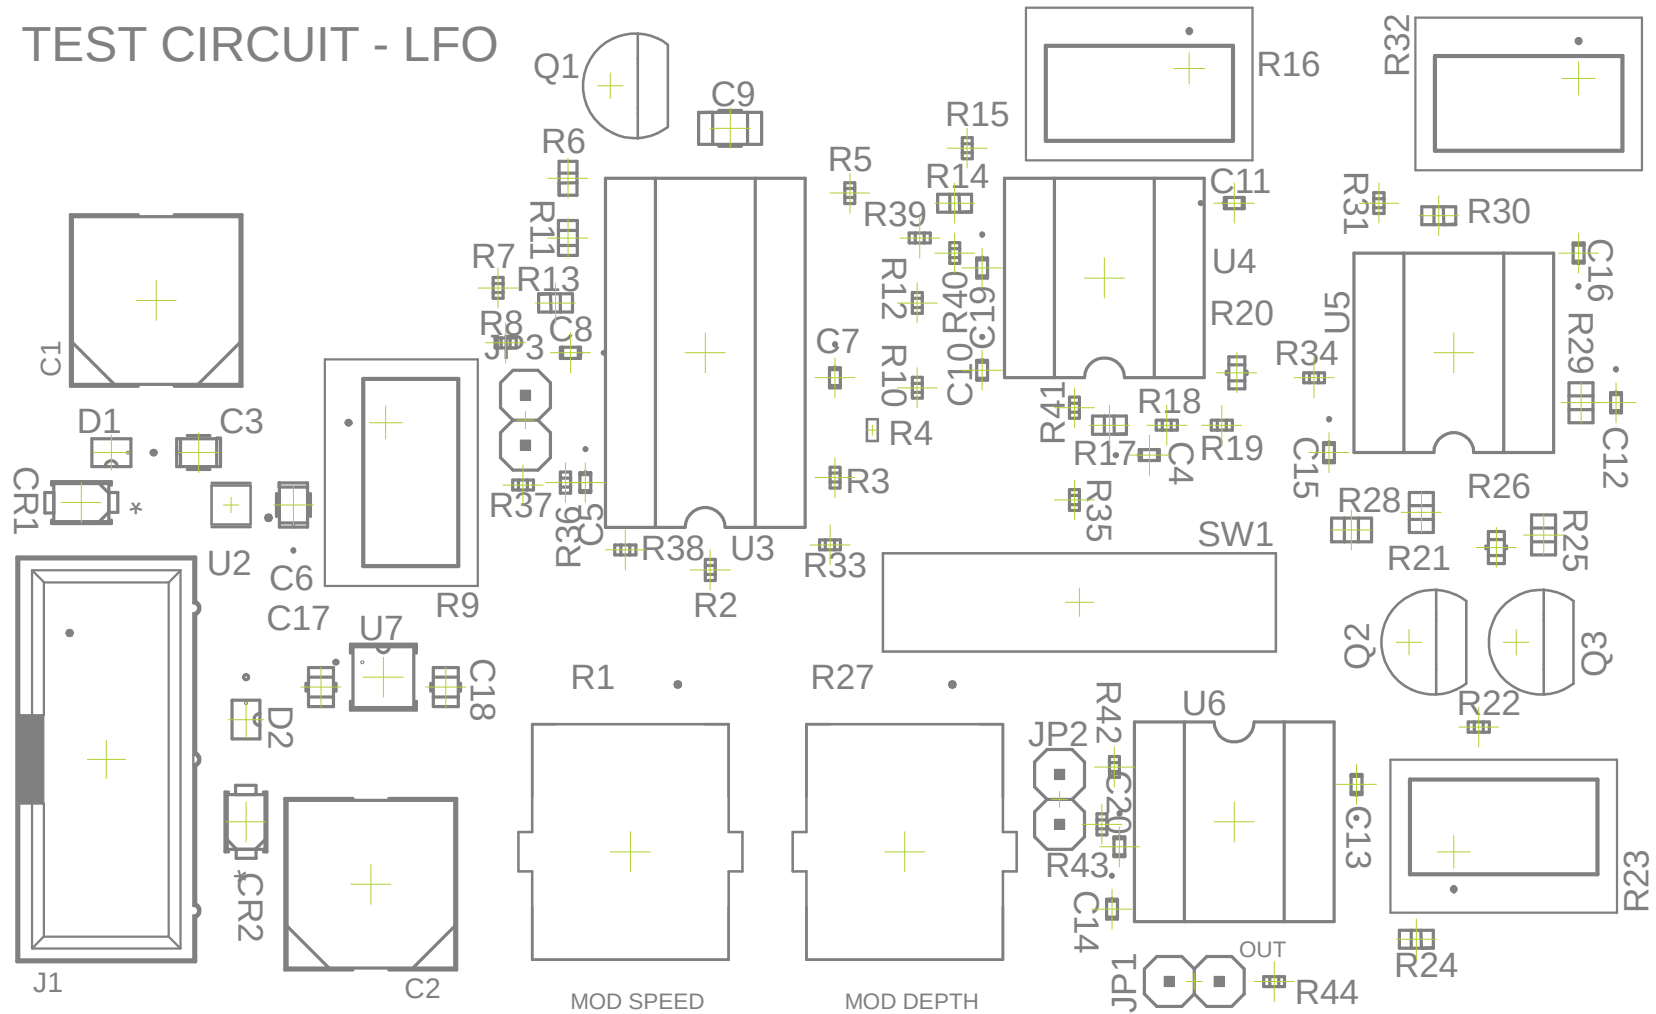 TEST CIRCUIT - LFO
Q1
C9
R16
R32
R6
R5
R15
R14
C11
R31
R30
R11
R39
R7
R13
R12
R40
C19
U4
C16
C1
R8
C8
JP3
C7
R20
U5
R29
R10
C10
R34
D1
C3
R4
R41
R18
R17
C4
R19
C15
C12
CR1
*
R37
R36
C5
R3
R35
R28
R26
U2
R38
U3
R33
SW1
R21
R25
C6
R9
R2
C17
U7
Q2
Q3
C18
R1
R27
R42
U6
R22
D2
JP2
C20
C13
R43
R23
*
CR2
C14
R24
J1
C2
JP1
OUT
R44
MOD SPEED
MOD DEPTH